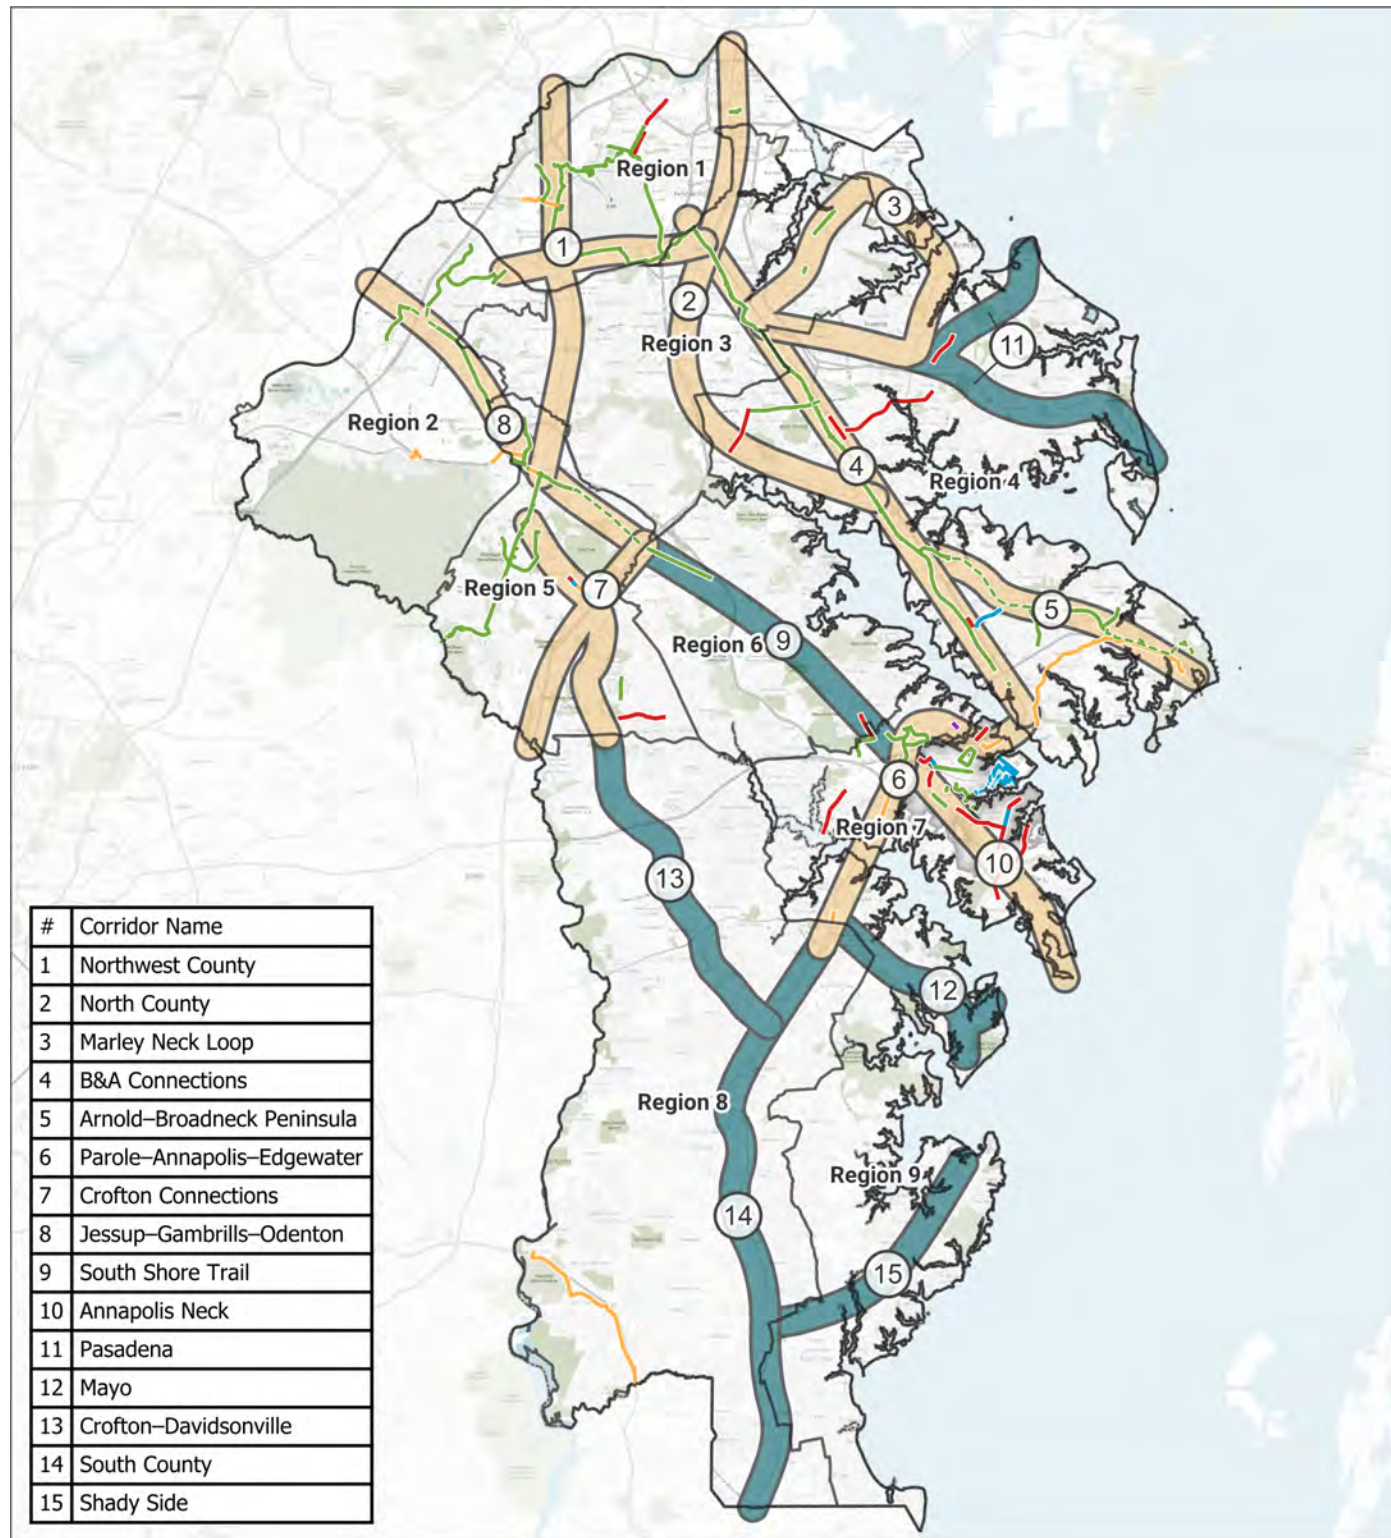 Region 1
3
1
2
11
Region 3
Region 2
8
4
Region 4
Region 5
7
5
Region 6
9
6
Region 7
10
13
12
Region 8
Region 9
14
15
# Corridor Name
1 Northwest County
2 North County
3 Marley Neck Loop
4 B&A Connections
5 Arnold–Broadneck Peninsula
6 Parole–Annapolis–Edgewater
7 Crofton Connections
8 Jessup–Gambrills–Odenton
9 South Shore Trail
10 Annapolis Neck
11 Pasadena
12 Mayo
13 Crofton–Davidsonville
14 South County
15 Shady Side